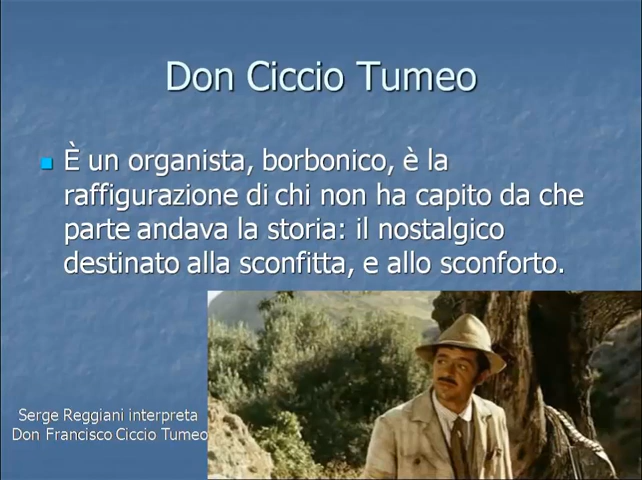 Don Ciccio Tumeo
È un organista, borbonico, è la
raffigurazione di chi non ha capito da che
parte andava la storia: il nostalgico
destinato alla sconfitta, e allo sconforto.
Serge Reggiani interpreta
Don Francisco Ciccio Tumeo